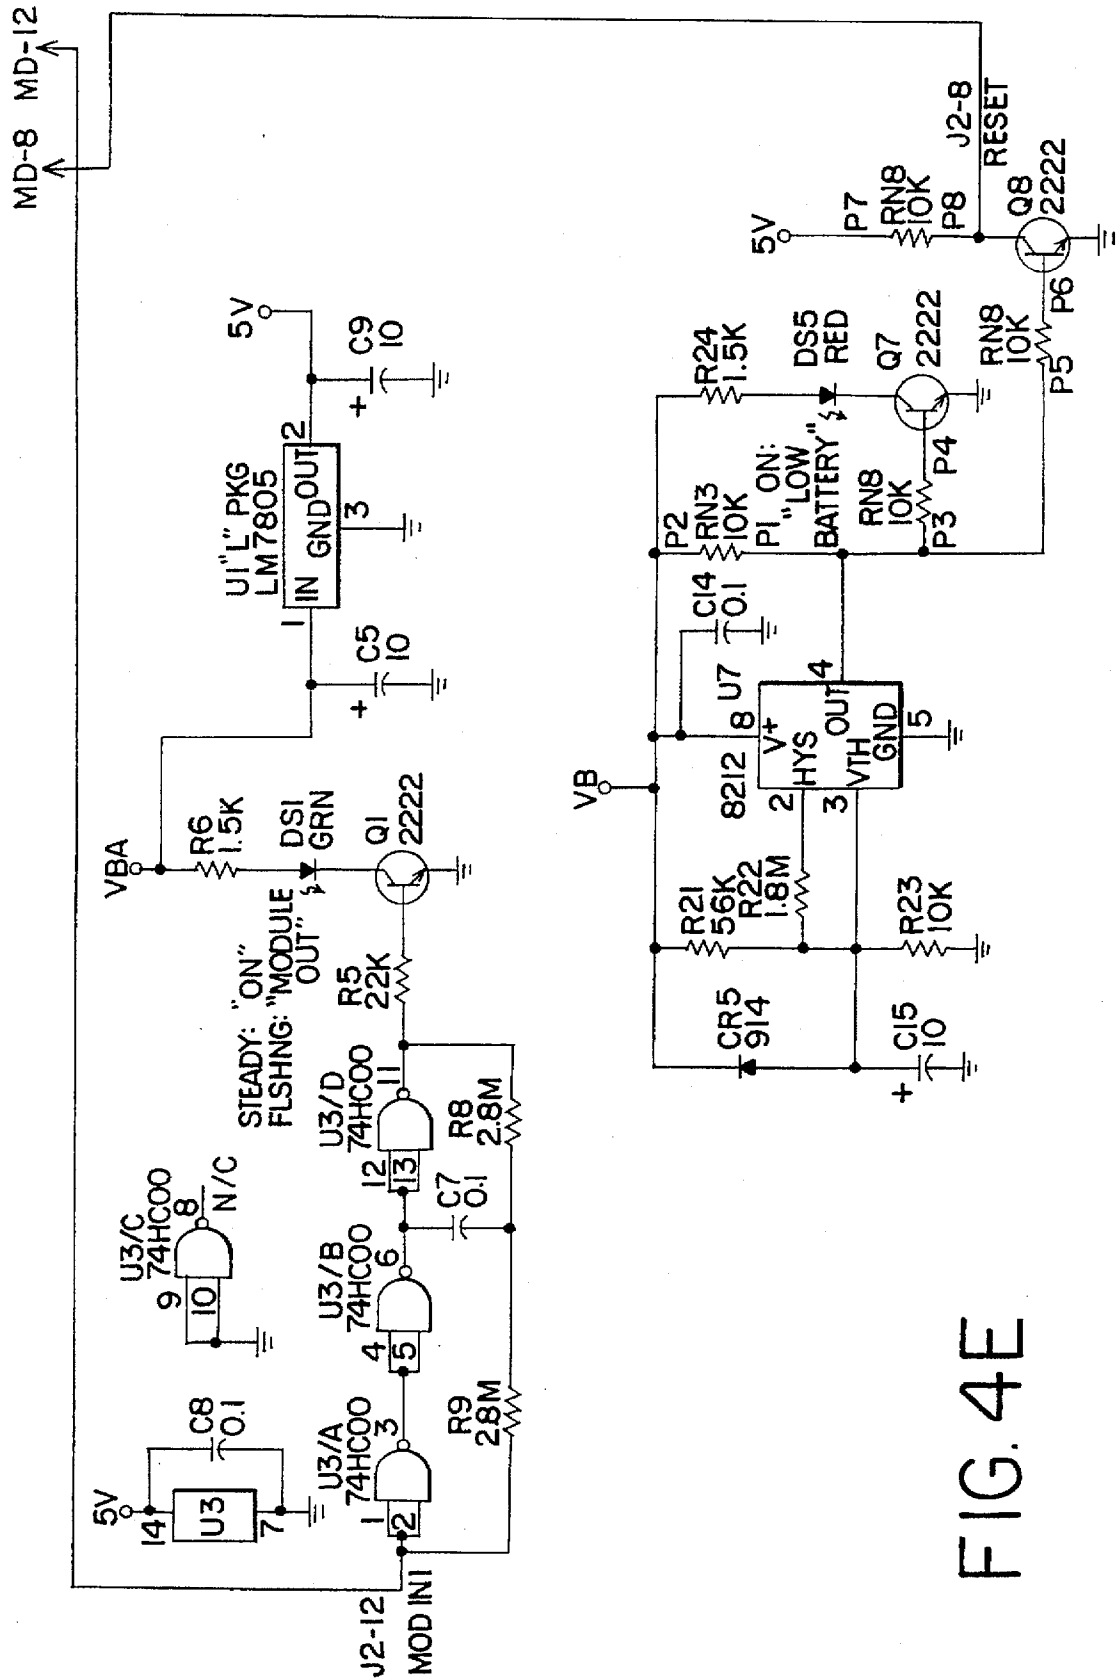 MD-8 MD-12
5V
14
U3
7
C8
0.1
U3/C
74HC00
9
10
8
N/C
J2-12
MOD IN1
U3/A
74HC00
1
2
3
U3/B
74HC00
4
5
6
U3/D
74HC00
12
13
11
R9
2.8M
C7
0.1
R8
2.8M
R5
22K
STEADY: "ON"
FLSHNG: "MODULE
OUT"
VBA
R6
1.5K
DS1
GRN
Q1
2222
U1 "L" PKG
LM7805
1
IN
OUT
GND
2
3
C5
10
+
5V
C9
10
+
VB
CR5
914
C15
10
+
R21
56K
R22
1.8M
R23
10K
8212
U7
8
V+
2
HYS
3
VTH
OUT
4
GND
5
C14
0.1
P2
RN3
10K
P1
ON:
"LOW
BATTERY"
R24
1.5K
DS5
RED
Q7
2222
RN8
10K
P3
P4
RN8
10K
P5
P6
5V
P7
RN8
10K
P8
J2-8
RESET
Q8
2222
FIG. 4E